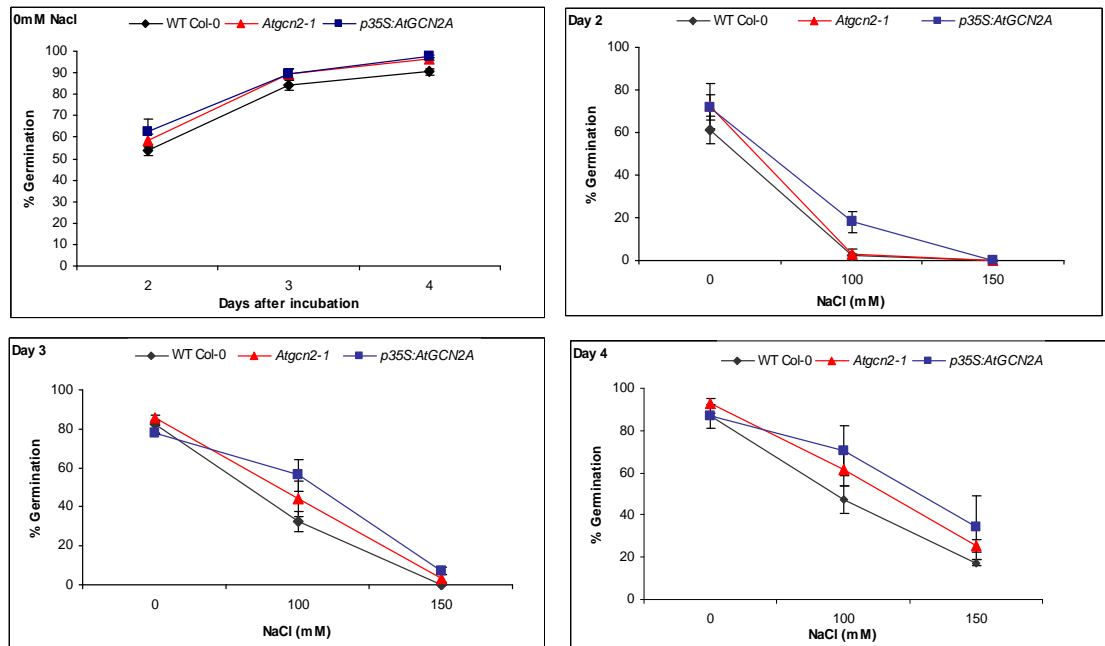 0mM Nacl
WT Col-0 Atgcn2-1 p35S:AtGCN2A
100
90
80
70
60
50
40
30
20
10
0
% Germination
2 3 4
Days after incubation
Day 2
WT Col-0 Atgcn2-1 p35S:AtGCN2A
100
80
60
40
20
0
% Germination
0 100 150
NaCl (mM)
Day 3
WT Col-0 Atgcn2-1 p35S:AtGCN2A
100
80
60
40
20
0
% Germination
0 100 150
NaCl (mM)
Day 4
WT Col-0 Atgcn2-1 p35S:AtGCN2A
100
80
60
40
20
0
% Germination
0 100 150
NaCl (mM)